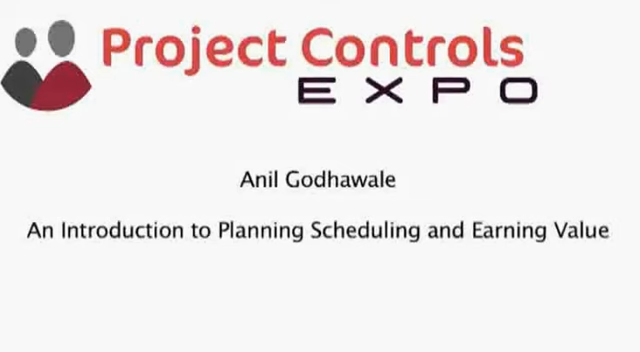 Project Controls
EXPO
Anil Godhawale
An Introduction to Planning Scheduling and Earning Value